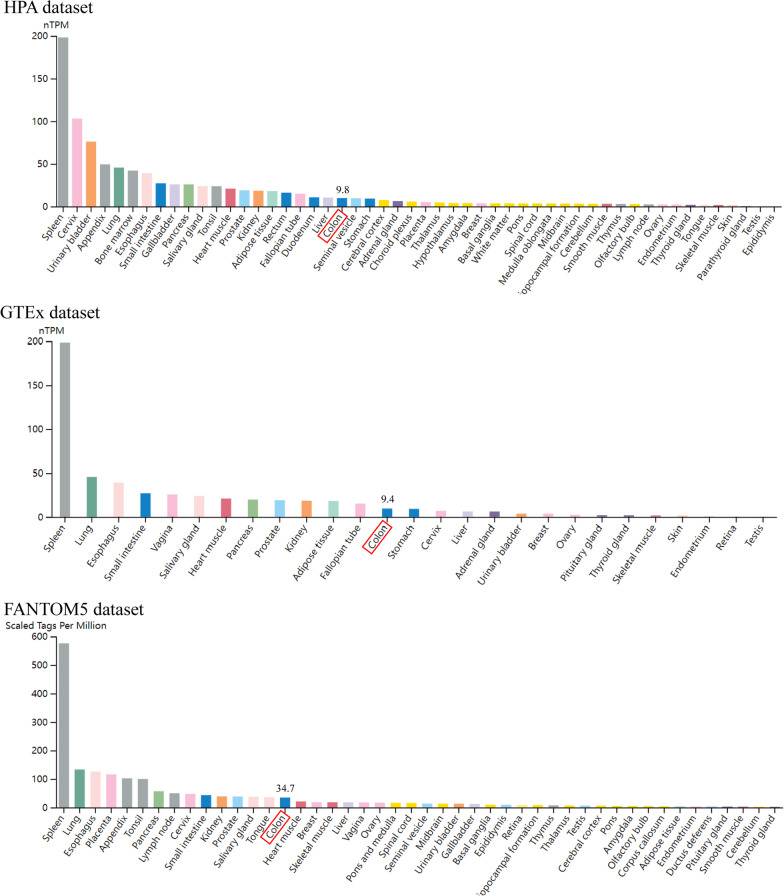 HPA dataset
nTPM
200
150
100
50
0
9.8
Spleen
Cervix
Urinary bladder
Appendix
Lung
Bone marrow
Esophagus
Small intestine
Gallbladder
Pancreas
Salivary gland
Tonsil
Heart muscle
Prostate
Kidney
Adipose tissue
Rectum
Fallopian tube
Duodenum
Liver
Colon
Seminal vesicle
Stomach
Cerebral cortex
Adrenal gland
Choroid plexus
Placenta
Thalamus
Hypothalamus
Amygdala
Breast
Basal ganglia
White matter
Pons
Spinal cord
Medulla oblongata
Midbrain
opocampal formation
Cerebellum
Smooth muscle
Thymus
Olfactory bulb
Lymph node
Ovary
Endometrium
Thyroid gland
Tongue
Skeletal muscle
Skin
Parathyroid gland
Testis
Epididymis
GTEx dataset
nTPM
200
150
100
50
0
9.4
Spleen
Lung
Esophagus
Small intestine
Vagina
Salivary gland
Heart muscle
Pancreas
Prostate
Kidney
Adipose tissue
Fallopian tube
Colon
Stomach
Cervix
Liver
Adrenal gland
Urinary bladder
Breast
Ovary
Pituitary gland
Thyroid gland
Skeletal muscle
Skin
Endometrium
Retina
Testis
FANTOM5 dataset
Scaled Tags Per Million
600
500
400
300
200
100
0
34.7
Spleen
Lung
Esophagus
Placenta
Appendix
Tonsil
Pancreas
Lymph node
Cervix
Small intestine
Kidney
Prostate
Salivary gland
Tongue
Colon
Heart muscle
Breast
Skeletal muscle
Liver
Vagina
Ovary
Pons and medulla
Spinal cord
Seminal vesicle
Midbrain
Urinary bladder
Gallbladder
Basal ganglia
Epididymis
Retina
opocampal formation
Thymus
Thalamus
Testis
Cerebral cortex
Pons
Amygdala
Olfactory bulb
Corpus callosum
Adipose tissue
Endometrium
Ductus deferens
Pituitary gland
Smooth muscle
Cerebellum
Thyroid gland